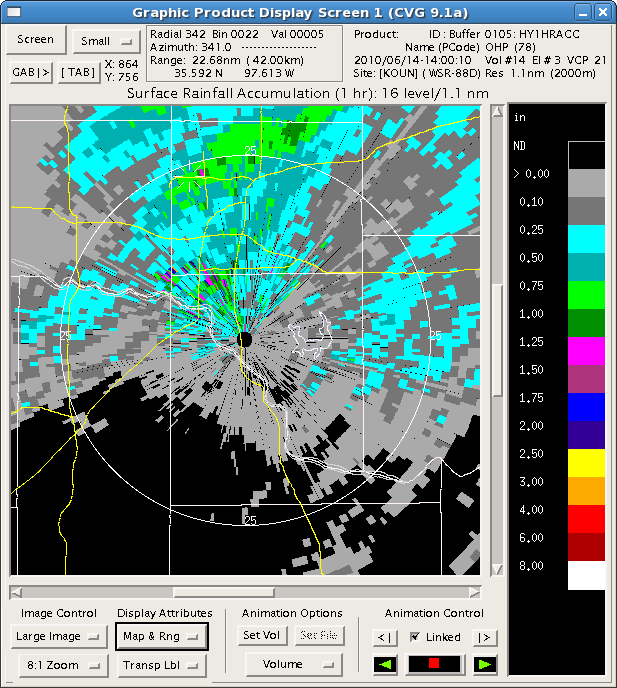 Graphic Product Display Screen 1 (CVG 9.1a)
Screen
Small
Radial 342 Bin 0022 Val 00005
Azimuth: 341.0 -----------------
Range: 22.68nm ( 42.00km)
35.592 N 97.613 W
Product: ID: Buffer 0105: HY1HRACC
Name (PCode) OHP (78)
2010/06/14-14:00:10 Vol #14 El # 3 VCP 21
Site: [KOUN] ( WSR-88D) Res 1.1nm (2000m)
GAB|>
[ TAB]
X: 864
Y: 756
Surface Rainfall Accumulation (1 hr): 16 level/1.1 nm
25
25
25
25
in
ND
> 0.00
0.10
0.25
0.50
0.75
1.00
1.25
1.50
1.75
2.00
2.50
3.00
4.00
6.00
8.00
Image Control
Display Attributes
Animation Options
Animation Control
Large Image
Map & Rng
Set Vol
Set File
<|
Linked
|>
8:1 Zoom
Transp Lbl
Volume